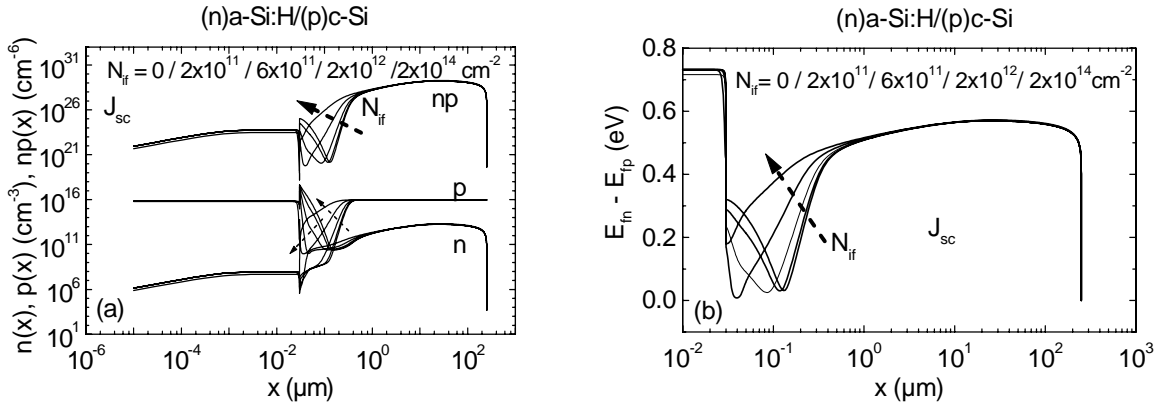 (n)a-Si:H/(p)c-Si
N_if = 0 / 2x10^11 / 6x10^11 / 2x10^12 / 2x10^14 cm^-2
J_sc
N_if
np
p
n
(a)
10^31
10^26
10^21
10^16
10^11
10^6
10^1
n(x), p(x) (cm^-3), np(x) (cm^-6)
10^-6 10^-4 10^-2 10^0 10^2
x (µm)
(n)a-Si:H/(p)c-Si
N_if = 0 / 2x10^11 / 6x10^11 / 2x10^12 / 2x10^14 cm^-2
N_if
J_sc
(b)
0.8
0.6
0.4
0.2
0.0
E_fn - E_fp (eV)
10^-2 10^-1 10^0 10^1 10^2 10^3
x (µm)